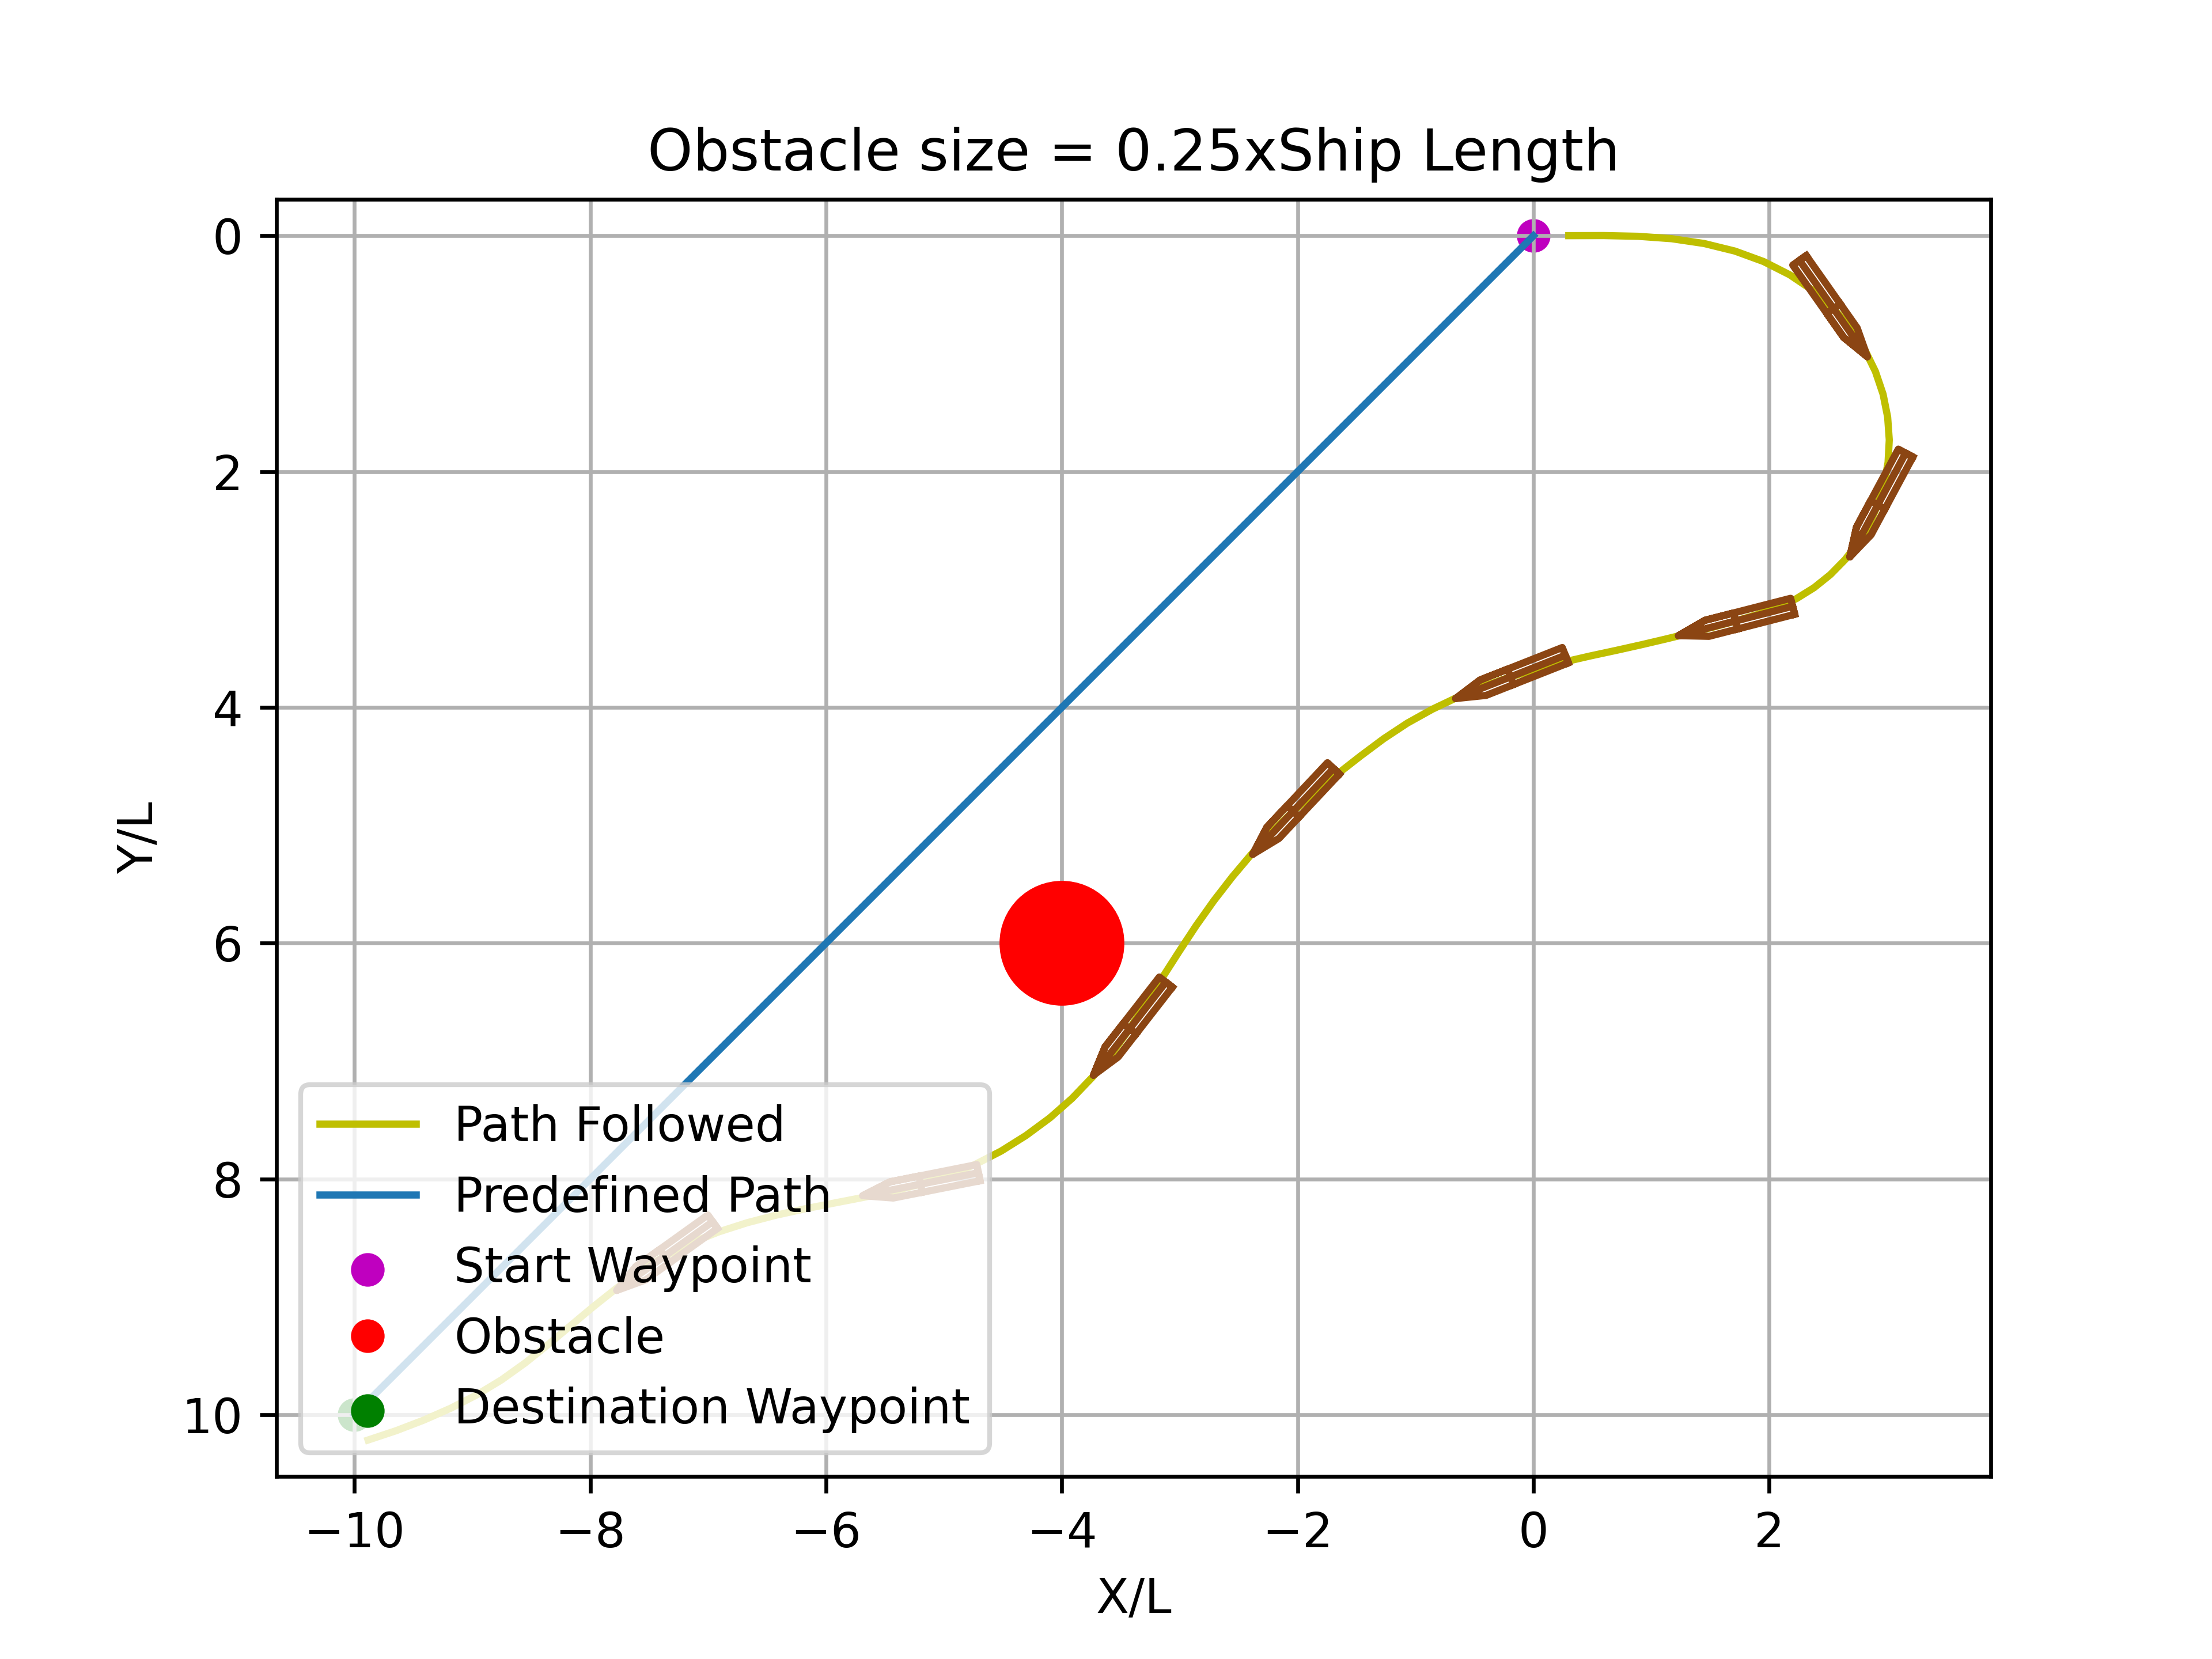 Obstacle size = 0.25xShip Length
0
2
4
6
8
10
Y/L
Path Followed
Predefined Path
Start Waypoint
Obstacle
Destination Waypoint
−10 −8 −6 −4 −2 0 2
X/L